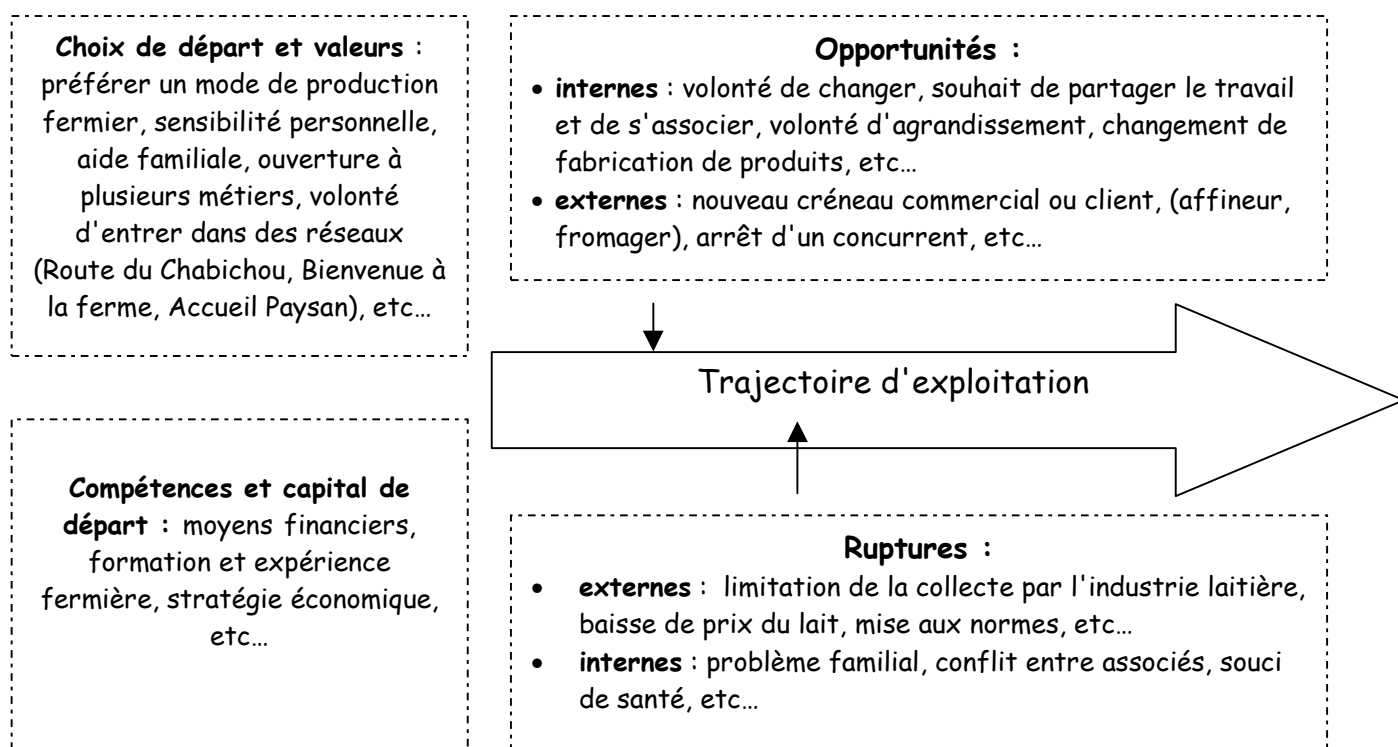 Choix de départ et valeurs :
préférer un mode de production
fermier, sensibilité personnelle,
aide familiale, ouverture à
plusieurs métiers, volonté
d'entrer dans des réseaux
(Route du Chabichou, Bienvenue à
la ferme, Accueil Paysan), etc…
Opportunités :
• internes : volonté de changer, souhait de partager le travail
et de s'associer, volonté d'agrandissement, changement de
fabrication de produits, etc…
• externes : nouveau créneau commercial ou client, (affineur,
fromager), arrêt d'un concurrent, etc…
Trajectoire d'exploitation
Compétences et capital de
départ : moyens financiers,
formation et expérience
fermière, stratégie économique,
etc…
Ruptures :
• externes : limitation de la collecte par l'industrie laitière,
baisse de prix du lait, mise aux normes, etc…
• internes : problème familial, conflit entre associés, souci
de santé, etc…